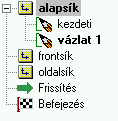 alapsík
kezdeti
vázlat 1
frontsík
oldalsík
Frissítés
Befejezés